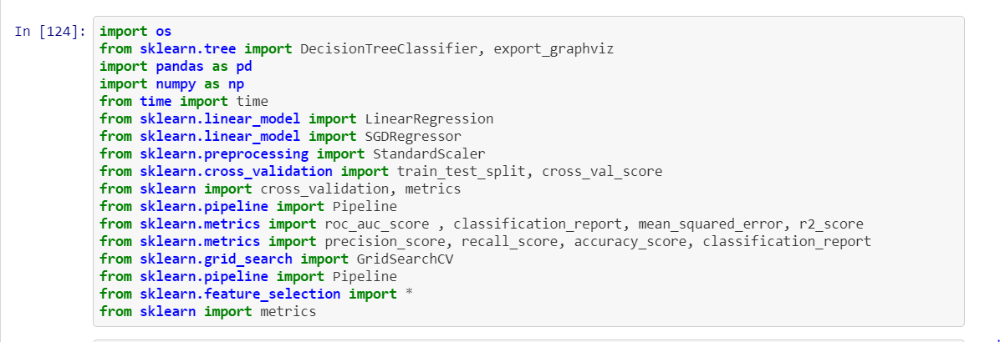 In [124]:
import os
from sklearn.tree import DecisionTreeClassifier, export_graphviz
import pandas as pd
import numpy as np
from time import time
from sklearn.linear_model import LinearRegression
from sklearn.linear_model import SGDRegressor
from sklearn.preprocessing import StandardScaler
from sklearn.cross_validation import train_test_split, cross_val_score
from sklearn import cross_validation, metrics
from sklearn.pipeline import Pipeline
from sklearn.metrics import roc_auc_score , classification_report, mean_squared_error, r2_score
from sklearn.metrics import precision_score, recall_score, accuracy_score, classification_report
from sklearn.grid_search import GridSearchCV
from sklearn.pipeline import Pipeline
from sklearn.feature_selection import *
from sklearn import metrics